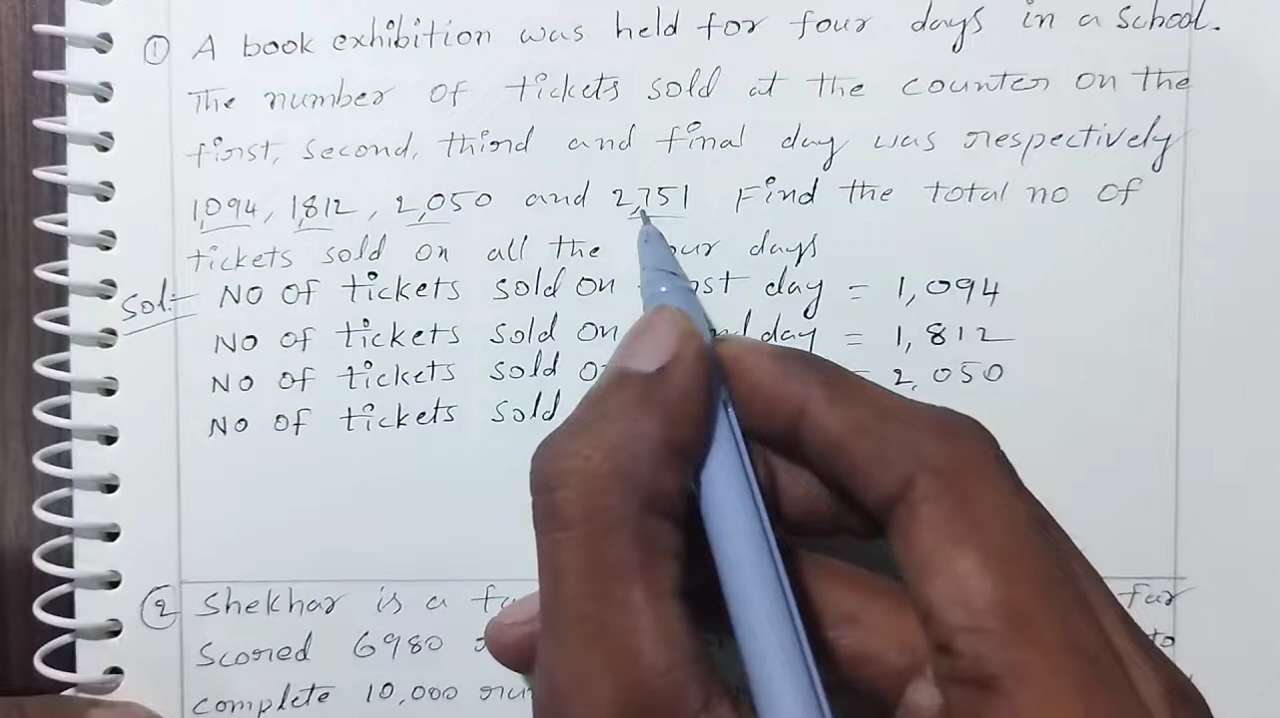 ① A book exhibition was held for four days in a school.
The number of tickets sold at the counter on the
first, second, third and final day was respectively
1,094, 1,812, 2,050 and 2,751 Find the total no of
tickets sold on all the days
Sol:- No of tickets sold on day = 1,094
No of tickets sold on day = 1,812
No of tickets sold = 2,050
No of tickets sold
② Shekhar is a far
Scored 6980 to
complete 10,000